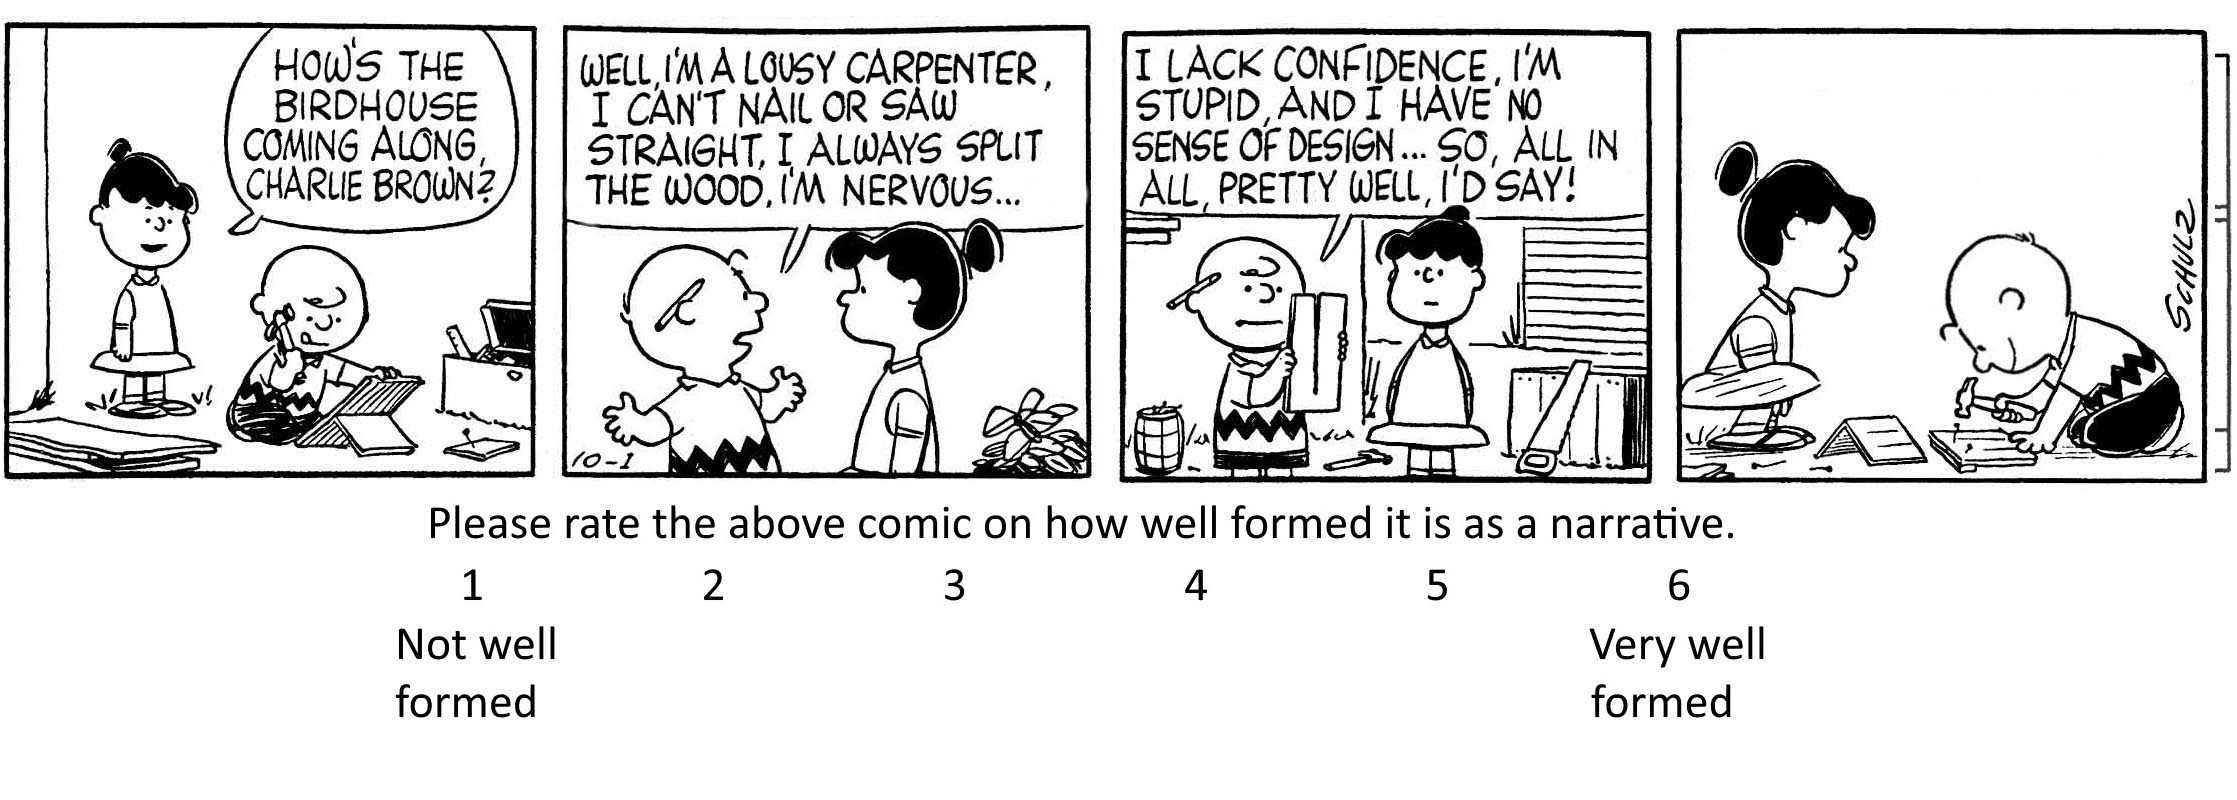 HOW'S THE
BIRDHOUSE
COMING ALONG,
CHARLIE BROWN?
WELL, I'M A LOUSY CARPENTER,
I CAN'T NAIL OR SAW
STRAIGHT, I ALWAYS SPLIT
THE WOOD, I'M NERVOUS...
10-1
I LACK CONFIDENCE, I'M
STUPID, AND I HAVE NO
SENSE OF DESIGN... SO, ALL IN
ALL, PRETTY WELL, I'D SAY!
SCHULZ
Please rate the above comic on how well formed it is as a narrative.
1 2 3 4 5 6
Not well
formed
Very well
formed